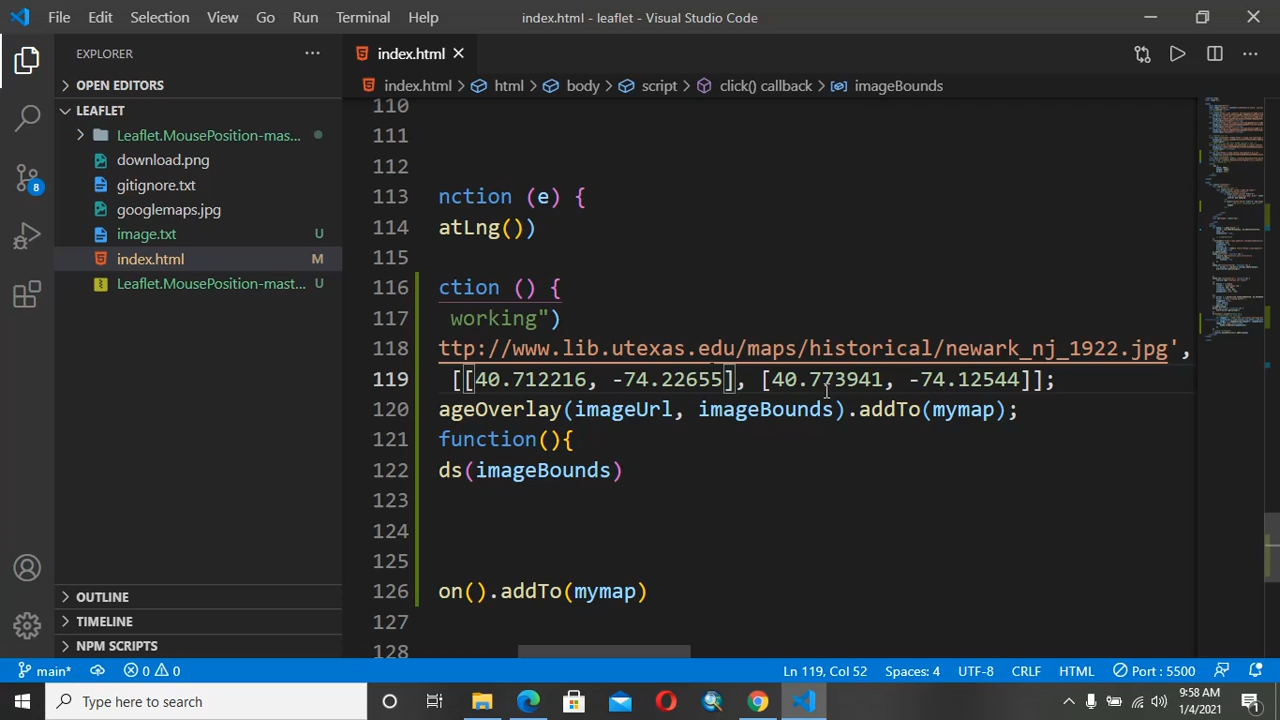 File Edit Selection View Go Run Terminal Help index.html - leaflet - Visual Studio Code
EXPLORER
index.html
OPEN EDITORS
index.html html body script click() callback imageBounds
LEAFLET
Leaflet.MousePosition-mas...
download.png
gitignore.txt
googlemaps.jpg
image.txt U
index.html M
Leaflet.MousePosition-mast... U
OUTLINE
TIMELINE
NPM SCRIPTS
8
110
111
112
113 nction (e) {
114 atLng())
115
116 ction () {
117 working")
118 ttp://www.lib.utexas.edu/maps/historical/newark_nj_1922.jpg',
119 [[40.712216, -74.22655], [40.773941, -74.12544]];
120 ageOverlay(imageUrl, imageBounds).addTo(mymap);
121 function(){
122 ds(imageBounds)
123
124
125
126 on().addTo(mymap)
127
128
main* 0 0 Ln 119, Col 52 Spaces: 4 UTF-8 CRLF HTML Port : 5500
Type here to search
9:58 AM
1/4/2021
1